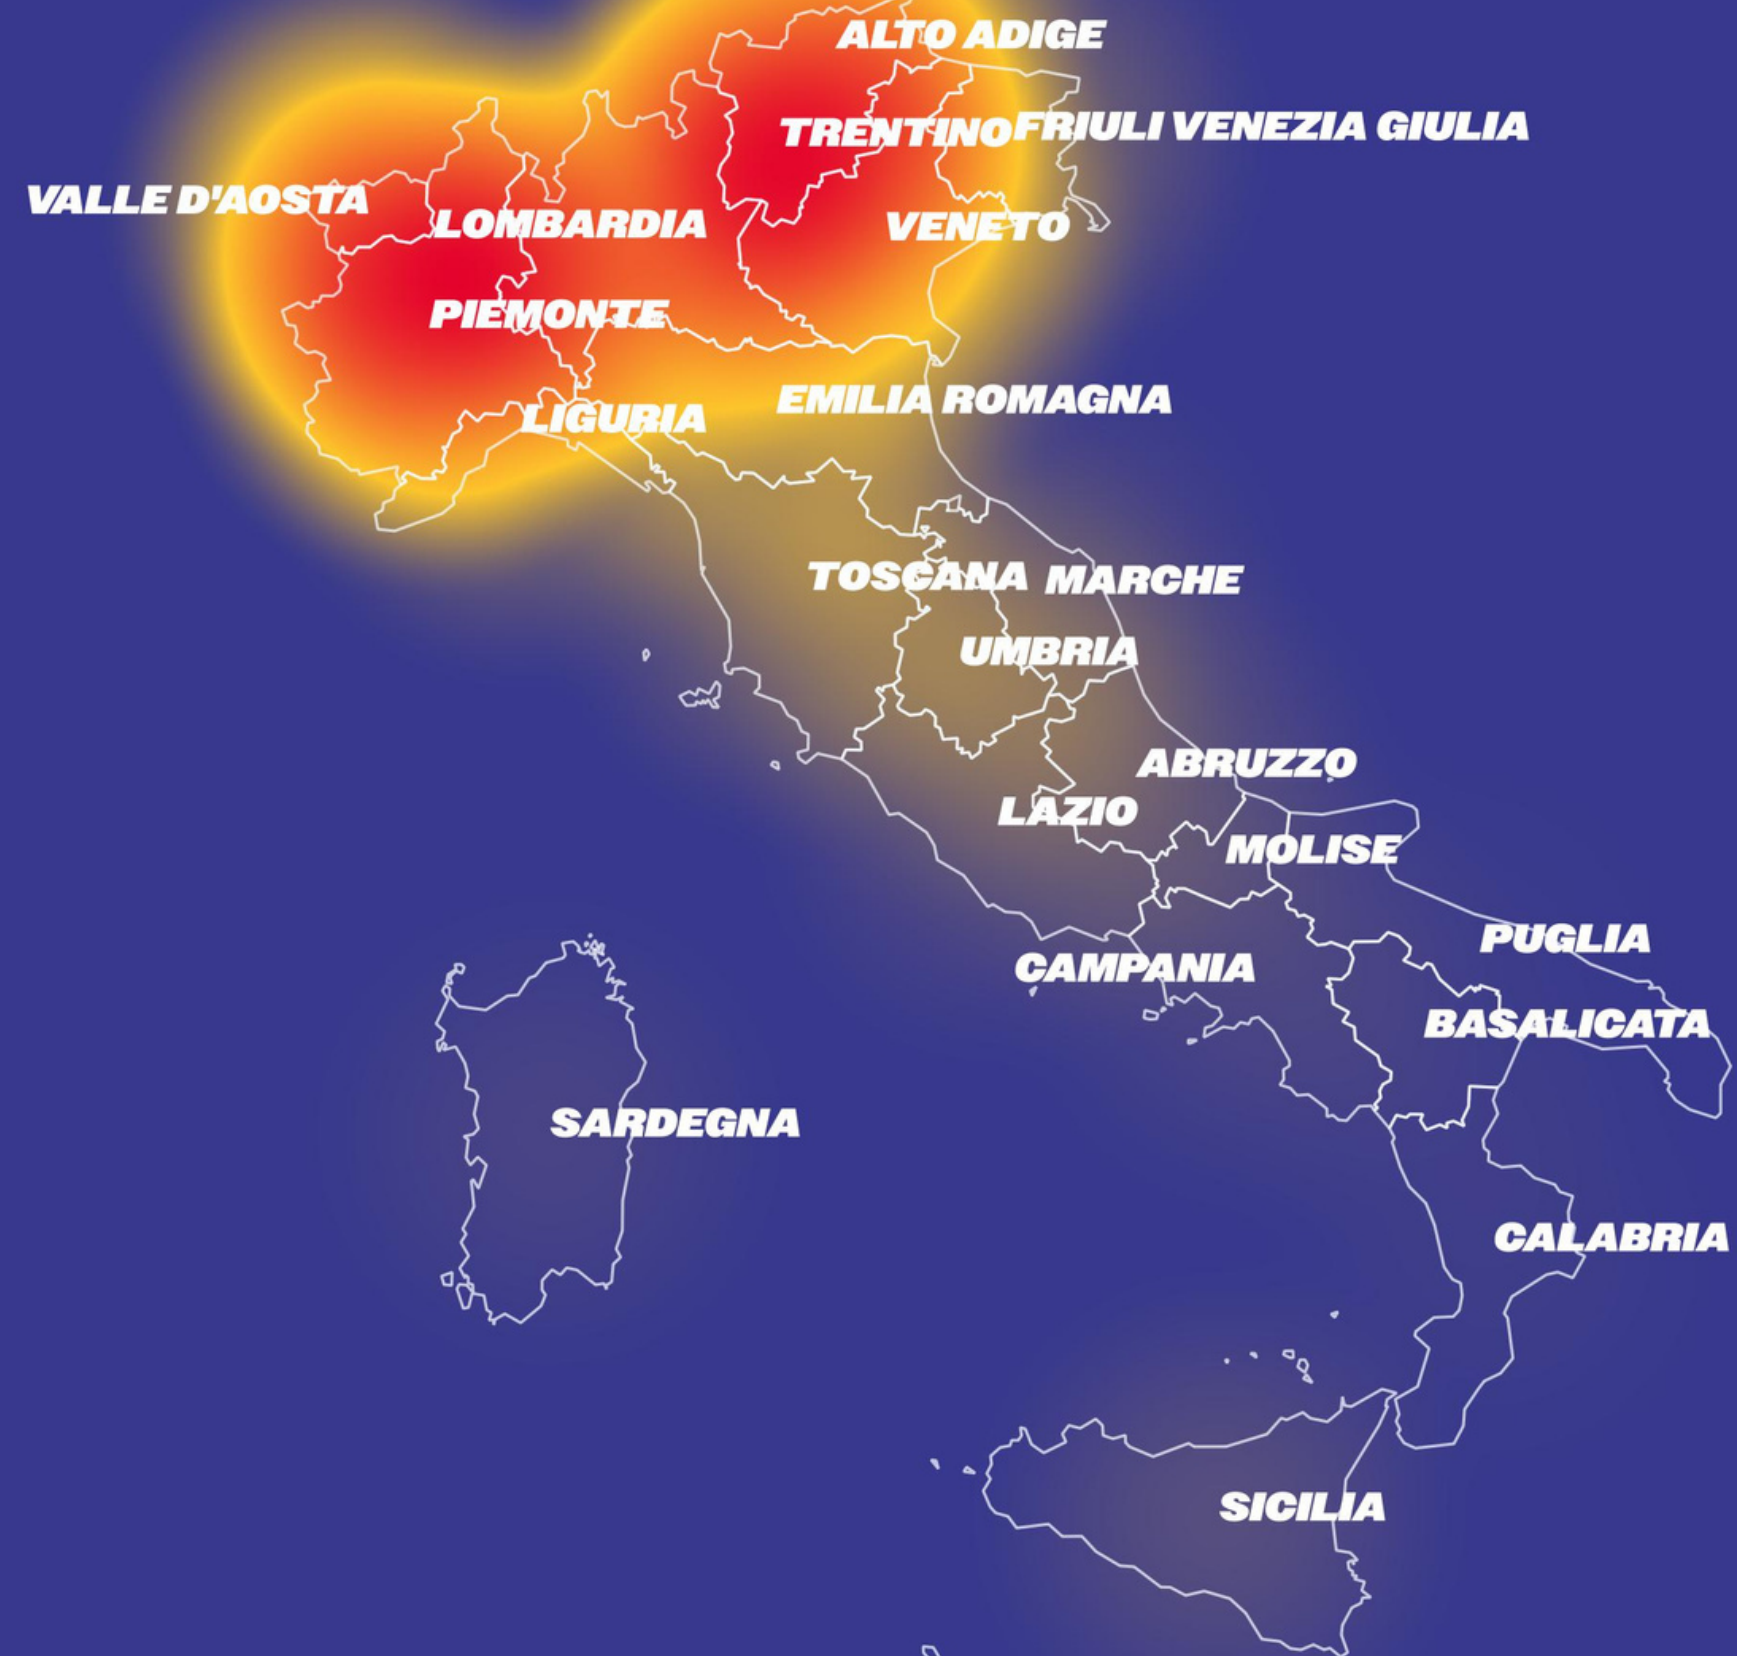 ALTO ADIGE
TRENTINO
FRIULI VENEZIA GIULIA
VALLE D'AOSTA
LOMBARDIA
VENETO
PIEMONTE
EMILIA ROMAGNA
LIGURIA
TOSCANA
MARCHE
UMBRIA
ABRUZZO
LAZIO
MOLISE
PUGLIA
CAMPANIA
BASALICATA
SARDEGNA
CALABRIA
SICILIA